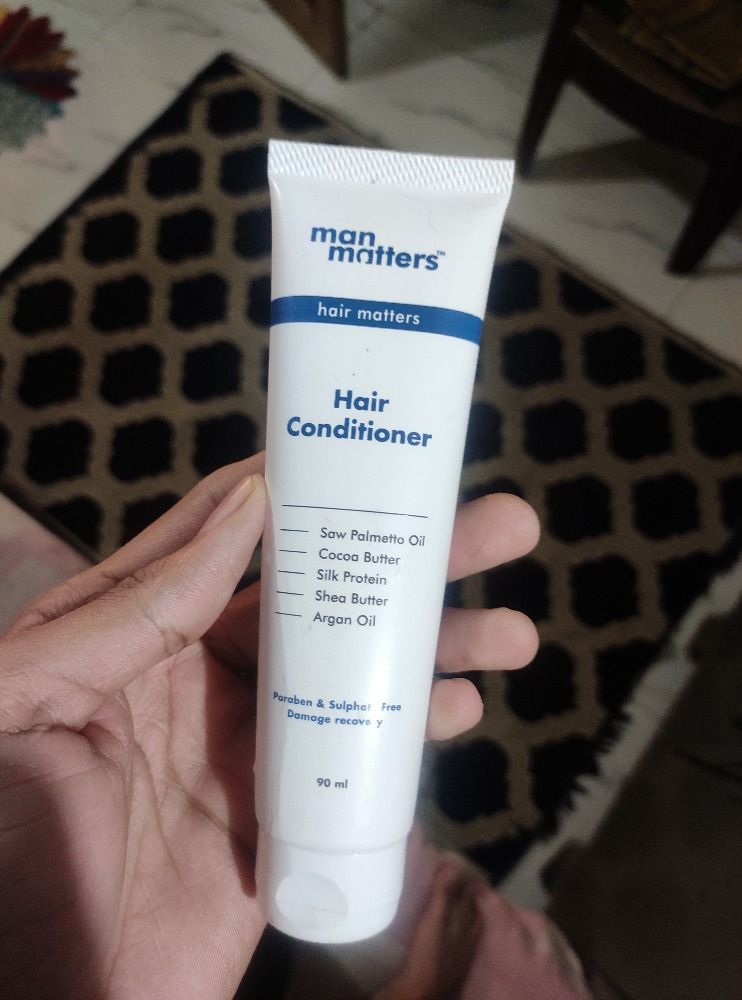 man
matters™
hair matters
Hair
Conditioner
Saw Palmetto Oil
Cocoa Butter
Silk Protein
Shea Butter
Argan Oil
Paraben & Sulphat Free
Damage recovery
90 ml